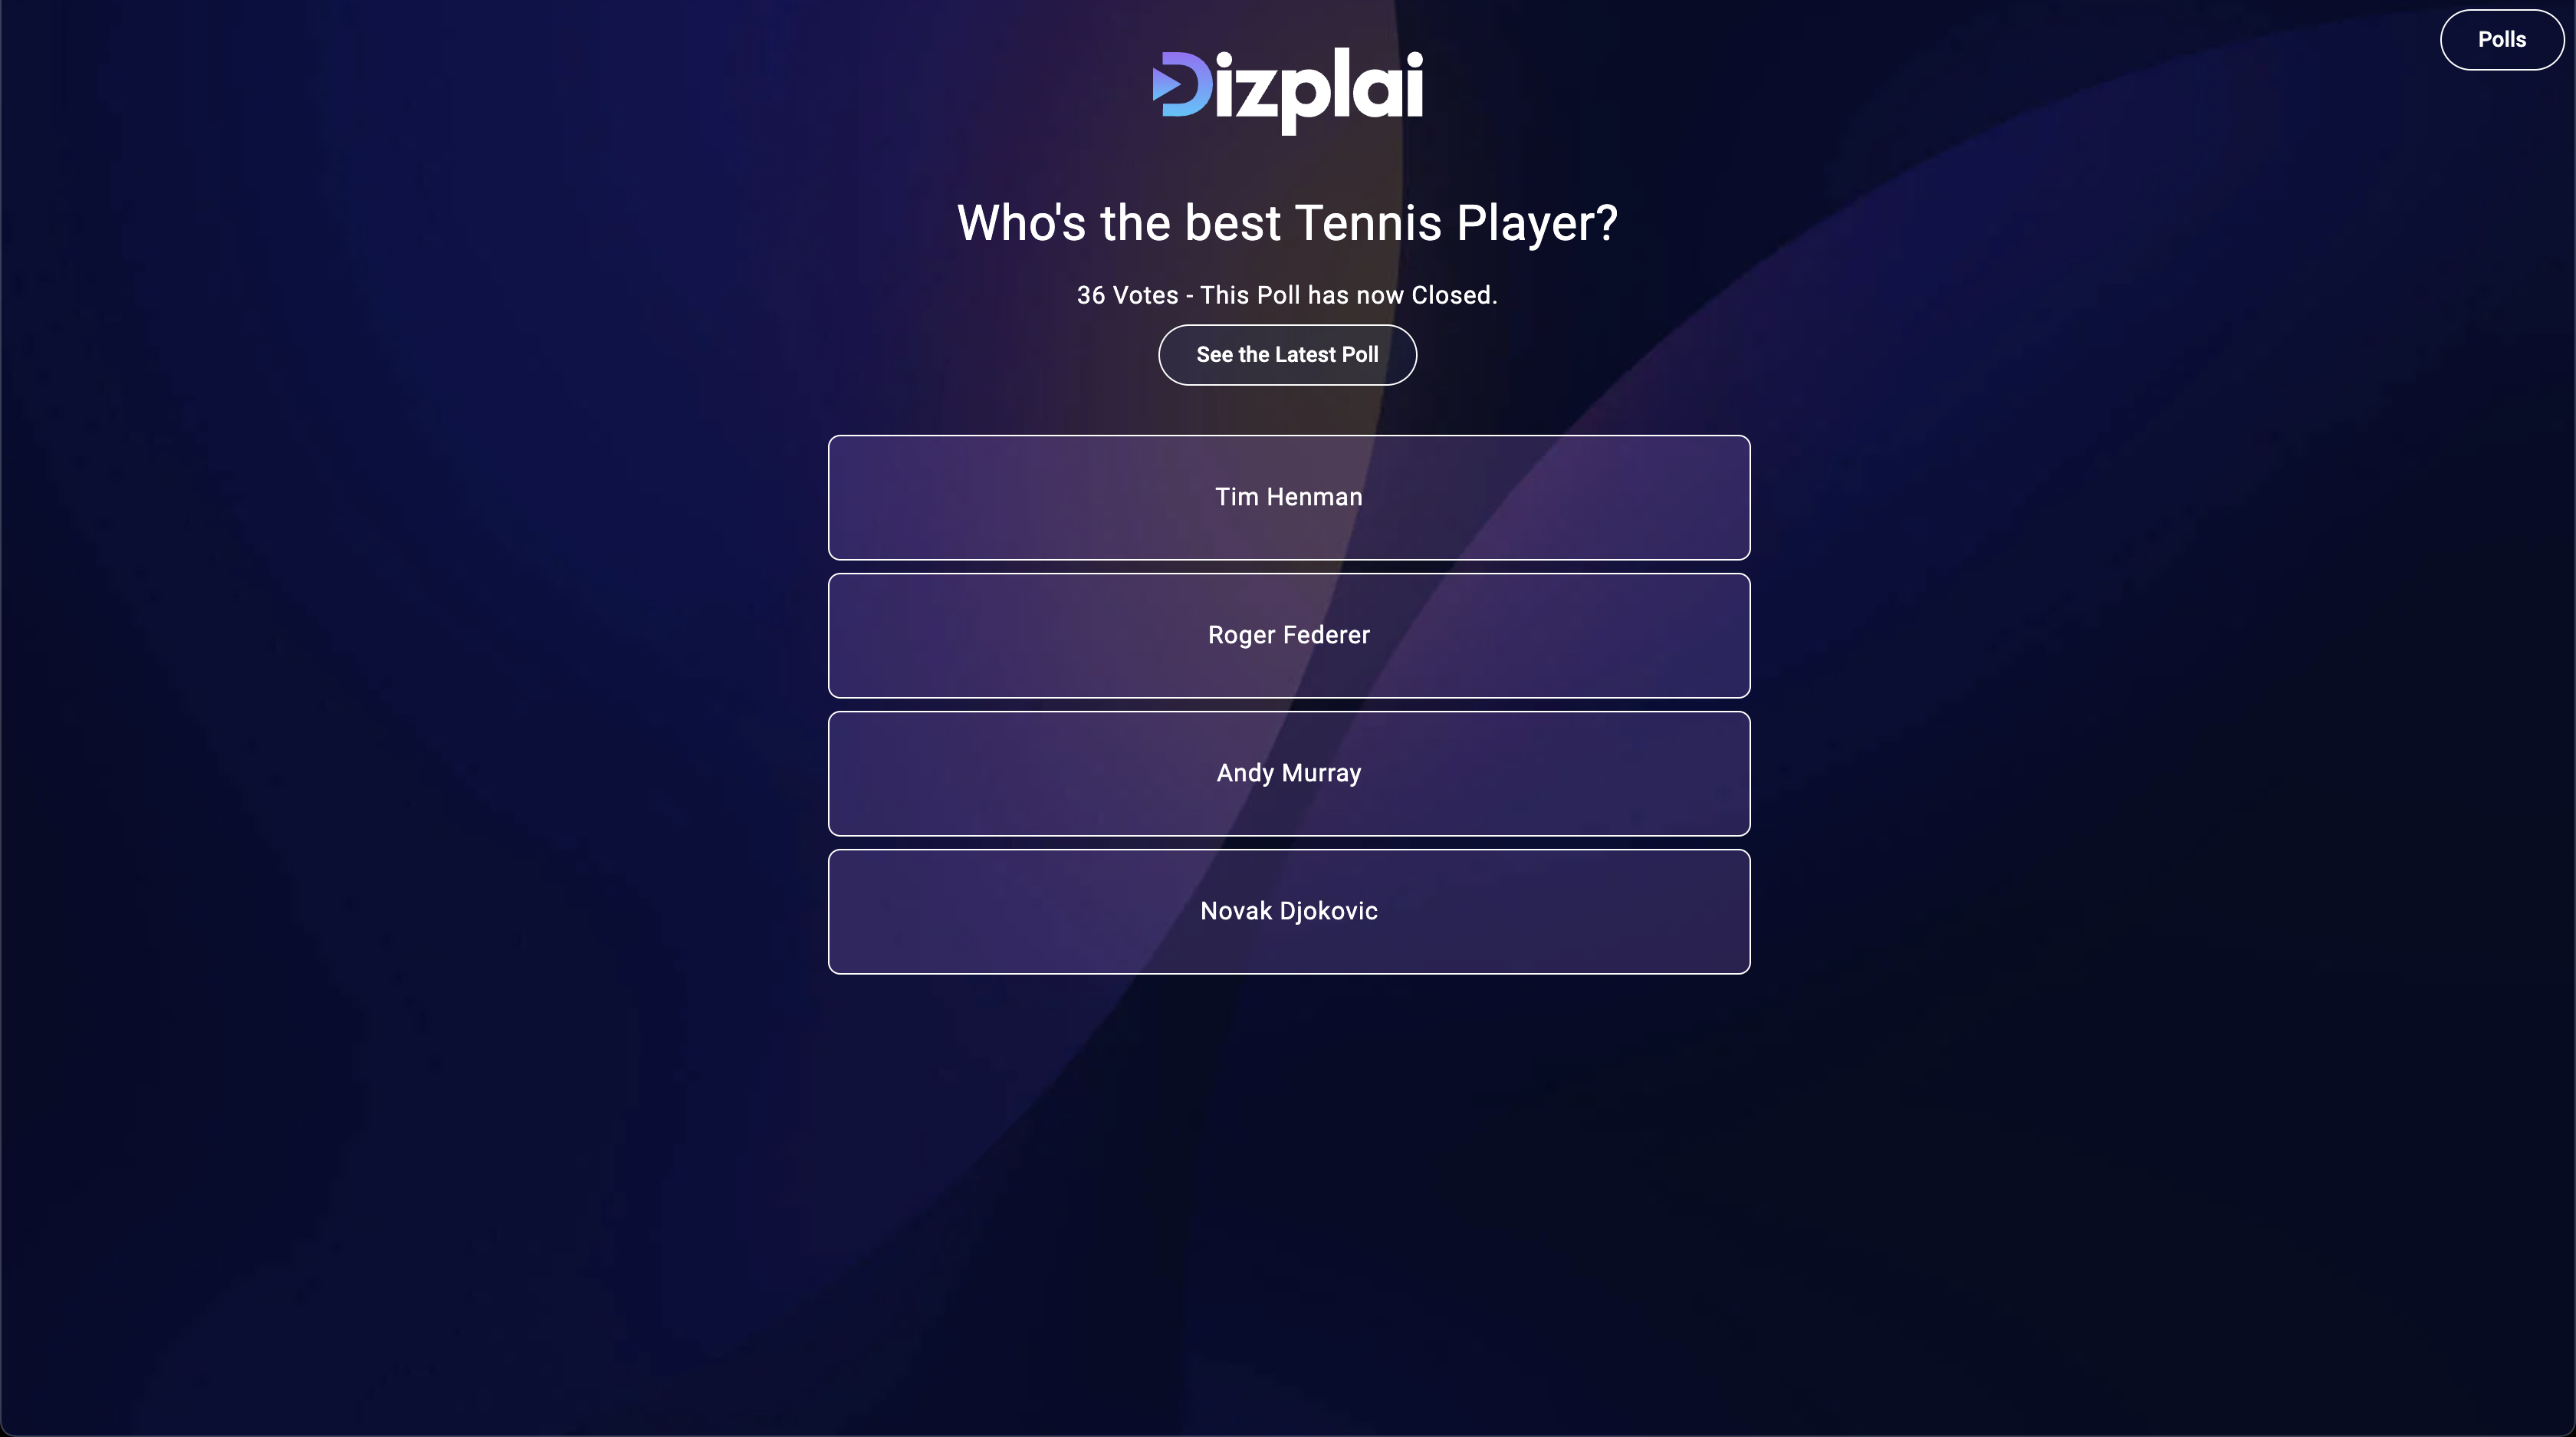 Polls
Dizplai
Who's the best Tennis Player?
36 Votes - This Poll has now Closed.
See the Latest Poll
Tim Henman
Roger Federer
Andy Murray
Novak Djokovic